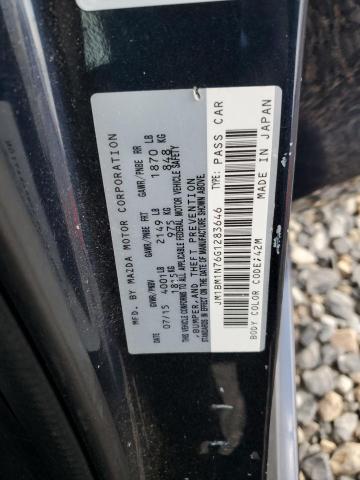 MFD. BY MAZDA MOTOR CORPORATION
DATE GVWR/PNBV GAWR/PNBE FRT GAWR/PNBE RR
07/15 4001LB 2149 LB 1870 LB
1815 KG 975 KG 848 KG
THIS VEHICLE CONFORMS TO ALL APPLICABLE FEDERAL MOTOR VEHICLE SAFETY
,BUMPER,AND THEFT PREVENTION
STANDARDS IN EFFECT ON THE DATE OF MANUFACTURE SHOWN ABOVE.
JM1BM1N76G1283646 TYPE: PASS CAR
BODY COLOR CODE;42M MADE IN JAPAN